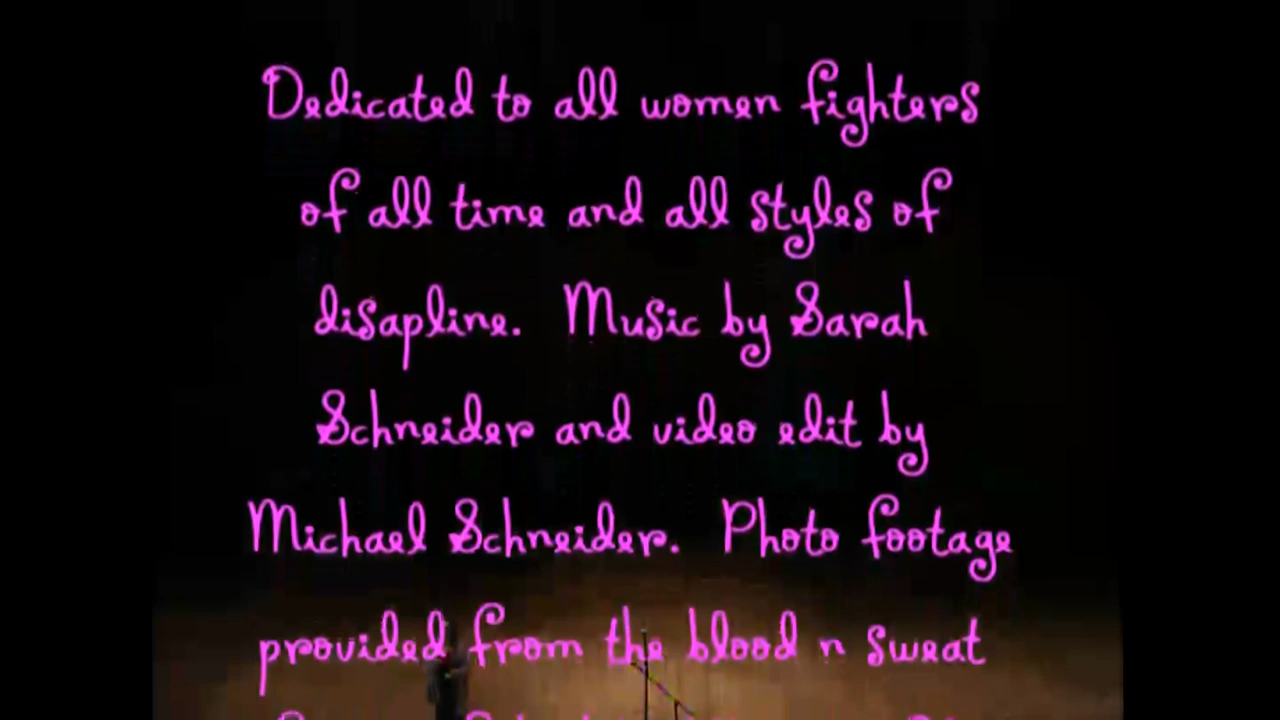 Dedicated to all women fighters
of all time and all styles of
disapline. Music by Sarah
Schneider and video edit by
Michael Schneider. Photo footage
provided from the blood n sweat